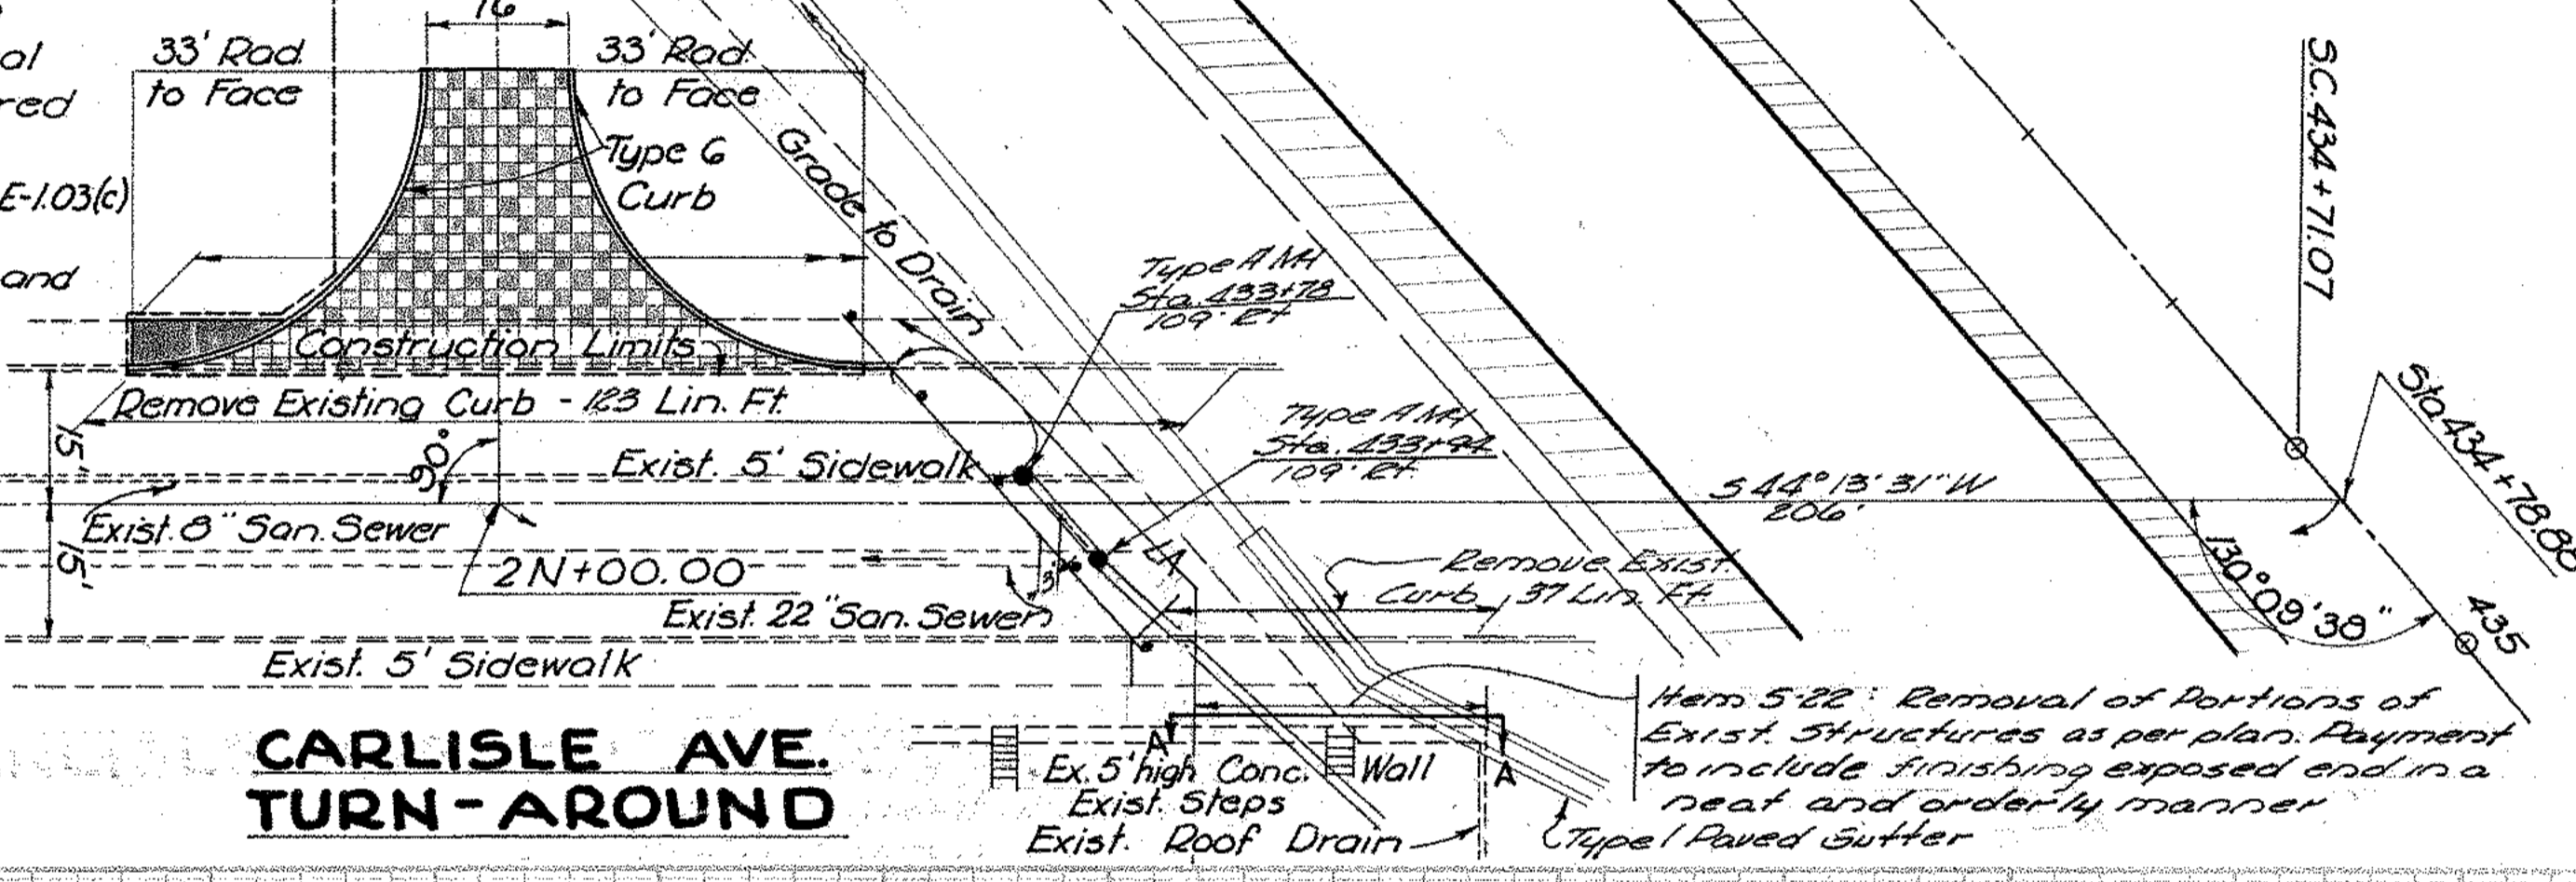 16'
33' Rad.
to Face
33' Rad.
to Face
Type 6
Curb
E-1.03(c)
and
Grade to Drain
Construction Limits
Remove Existing Curb - 123 Lin. Ft.
15'
90°
Exist. 5' Sidewalk
Exist. 8" San. Sewer
15'
2N+00.00
Exist. 22" San. Sewer
Exist. 5' Sidewalk
Type A MH
Sta. 433+78
109' Rt.
Type A MH
Sta. 433+94
109' Rt.
LA
Remove Exist.
Curb, 37 Lin. Ft.
S 44° 13' 31" W
206'
S.C. 434+71.07
Sta. 434+78.88
130° 09' 38"
435
Item S-22: Removal of Portions of
Exist. Structures as per plan. Payment
to include finishing exposed end in a
neat and orderly manner
Type 1 Paved Gutter
A
A
Ex. 5' high Conc. Wall
Exist. Steps
Exist. Roof Drain
CARLISLE AVE.
TURN-AROUND